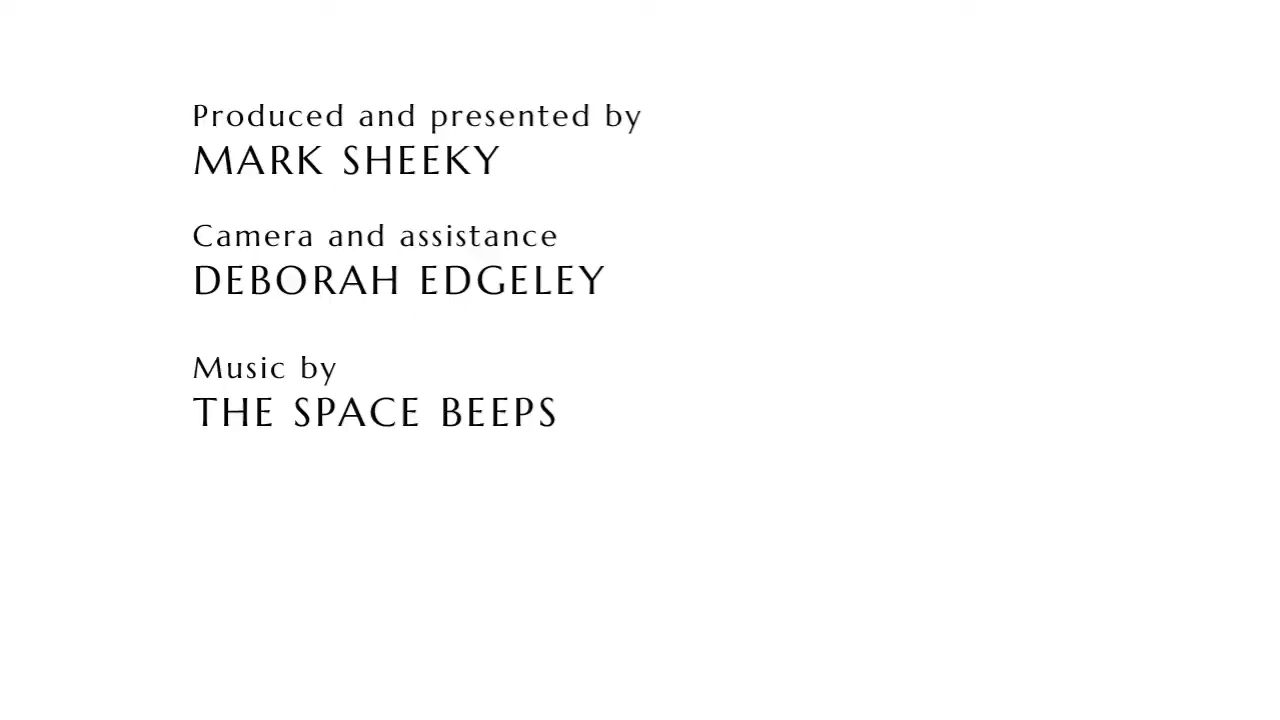 Produced and presented by
MARK SHEEKY
Camera and assistance
DEBORAH EDGELEY
Music by
THE SPACE BEEPS